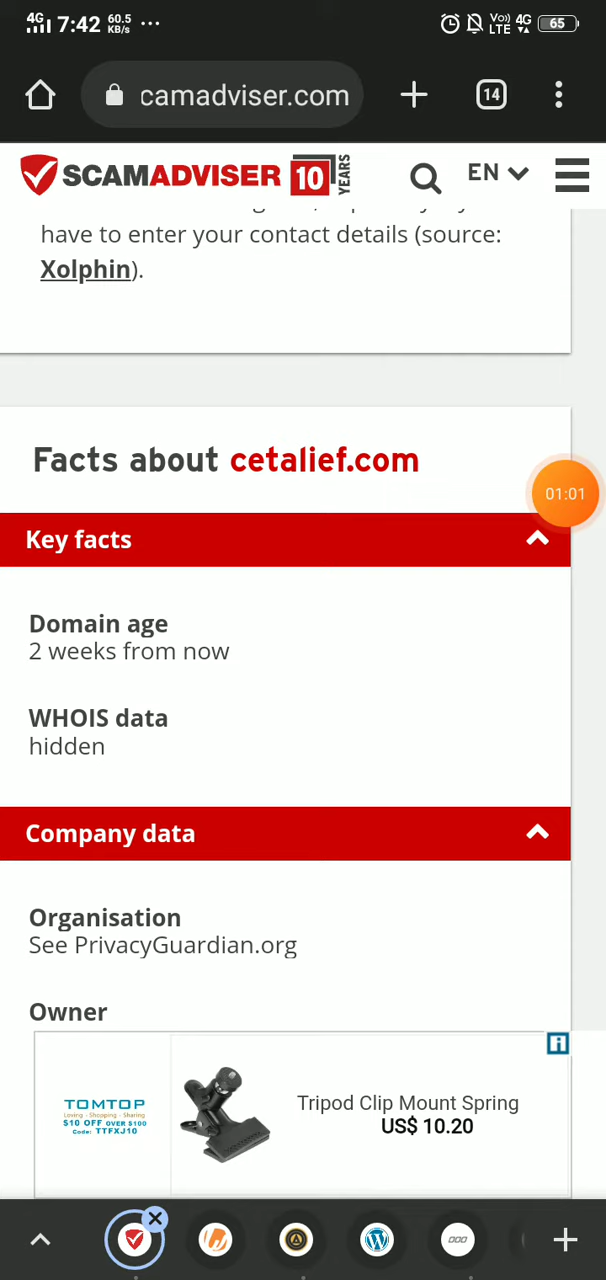 4G 7:42 60.5 KB/s ... Vo)) LTE 4G 65
camadviser.com 14
SCAMADVISER 10 YEARS EN
have to enter your contact details (source:
Xolphin).
Facts about cetalief.com
01:01
Key facts
Domain age
2 weeks from now
WHOIS data
hidden
Company data
Organisation
See PrivacyGuardian.org
Owner
TOMTOP
Loving - Shopping - Sharing
$10 OFF OVER $100
Code: TTFXJ10
Tripod Clip Mount Spring
US$ 10.20